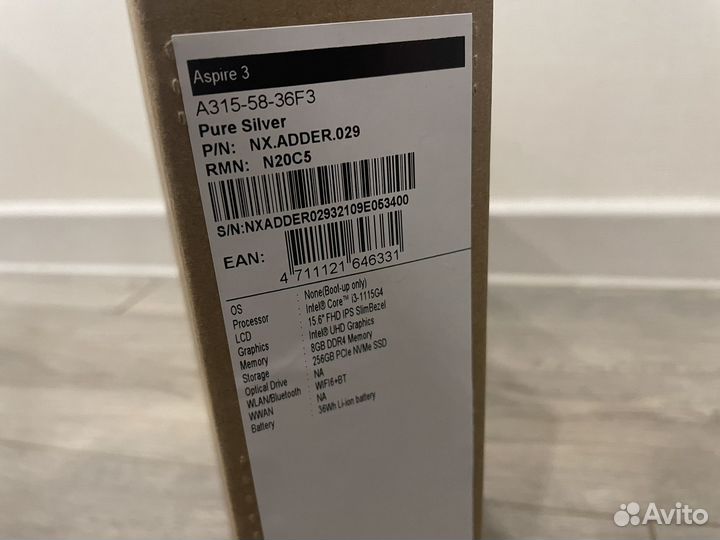 Aspire 3
A315-58-36F3
Pure Silver
P/N: NX.ADDER.029
RMN: N20C5
S/N:NXADDER02932109E053400
EAN:
4 711121 646331
OS : None(Boot-up only)
Processor : Intel® Core™ i3-1115G4
LCD : 15.6" FHD IPS SlimBezel
Graphics : Intel® UHD Graphics
Memory : 8GB DDR4 Memory
Storage : 256GB PCIe NVMe SSD
Optical Drive : NA
WLAN/Bluetooth : WIFI6+BT
WWAN : NA
Battery : 36Wh Li-ion battery
Avito